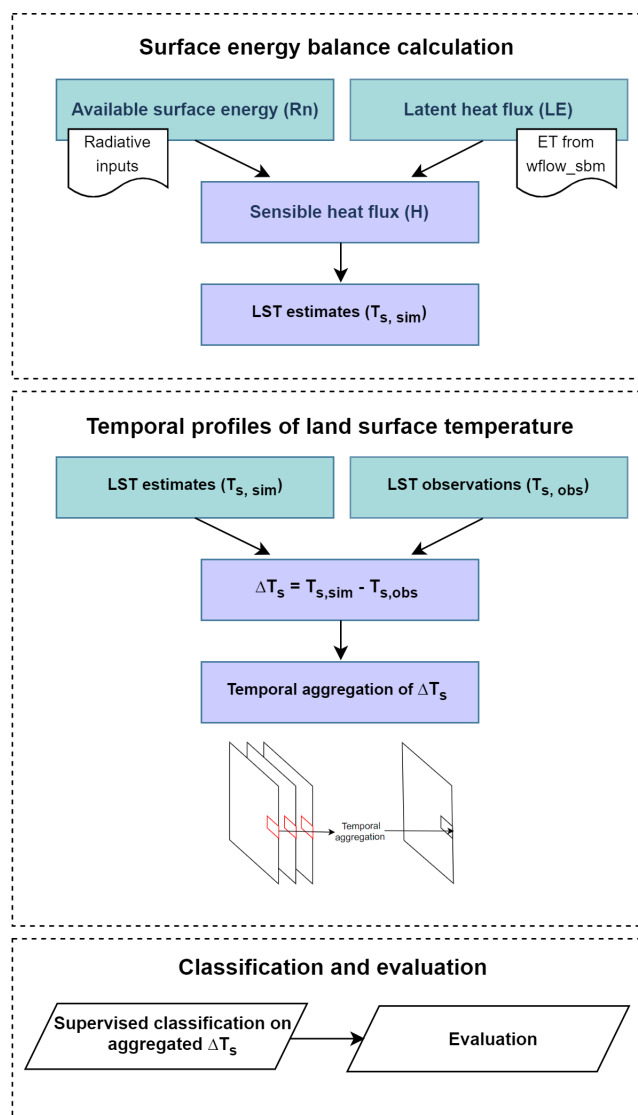 Surface energy balance calculation
Available surface energy (Rn)
Latent heat flux (LE)
Radiative
inputs
ET from
wflow_sbm
Sensible heat flux (H)
LST estimates (Ts, sim)
Temporal profiles of land surface temperature
LST estimates (Ts, sim)
LST observations (Ts, obs)
ΔTs = Ts,sim - Ts,obs
Temporal aggregation of ΔTs
Temporal
aggregation
Classification and evaluation
Supervised classification on
aggregated ΔTs
Evaluation